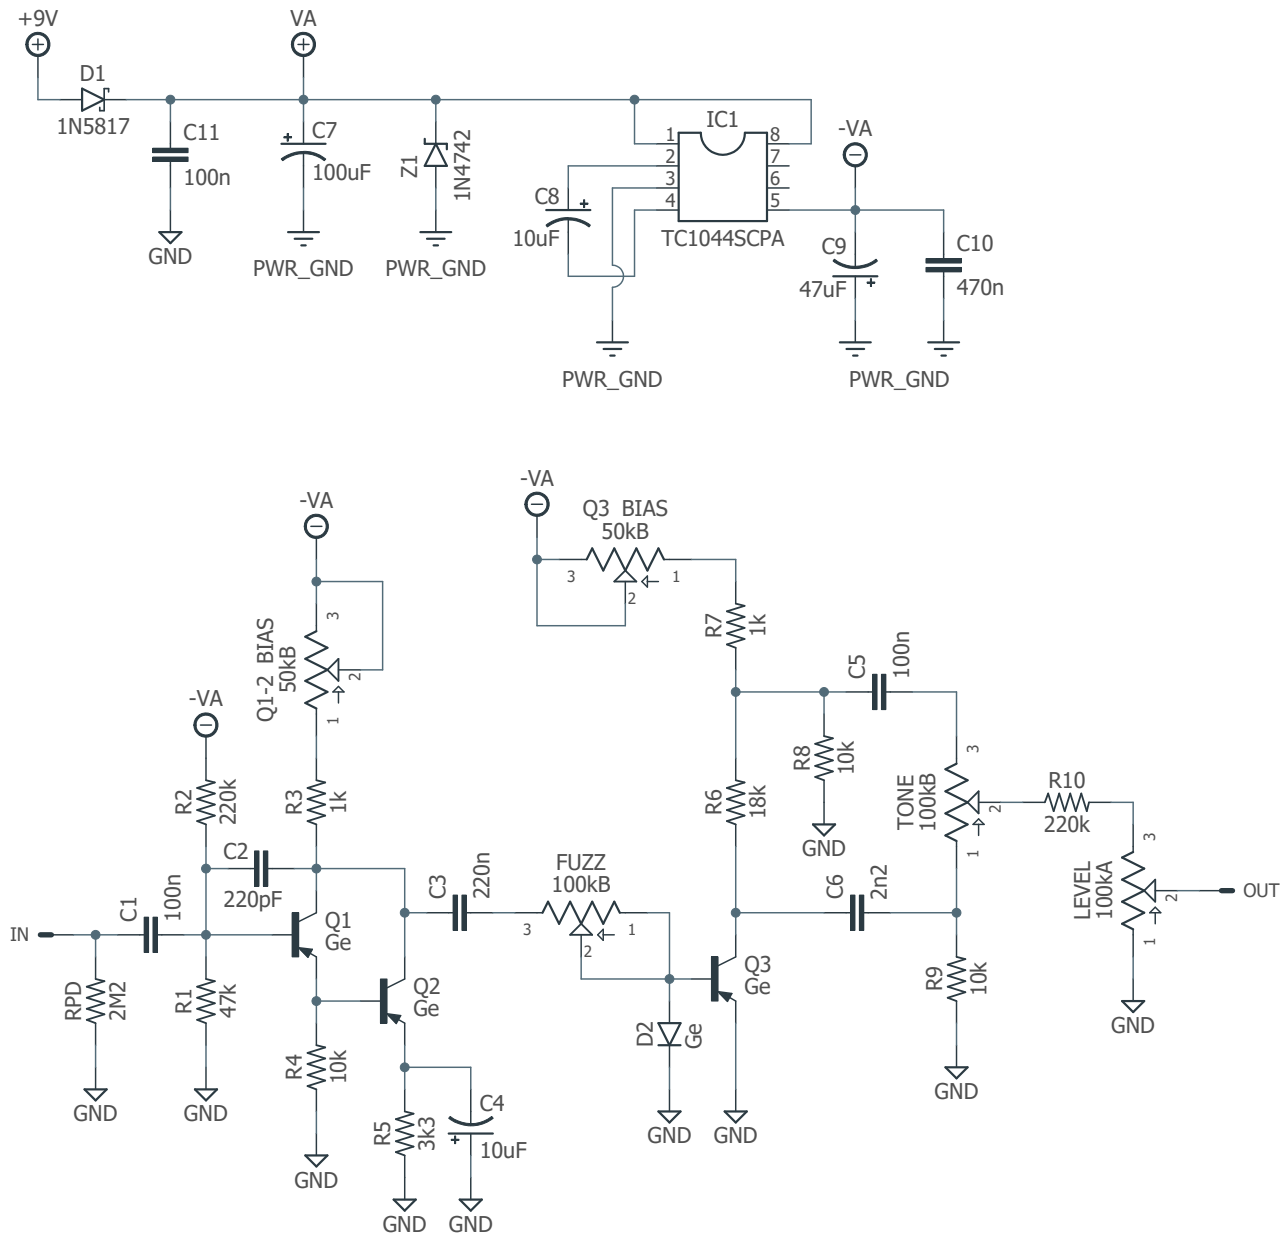 +9V
VA
D1
1N5817
C11
100n
GND
C7
100uF
PWR_GND
Z1
1N4742
PWR_GND
IC1
1
2
3
4
8
7
6
5
TC1044SCPA
C8
10uF
PWR_GND
-VA
C9
47uF
C10
470n
PWR_GND
-VA
Q1-2 BIAS
50kB
3
2
1
-VA
R2
220k
R3
1k
C2
220pF
IN
C1
100n
RPD
2M2
GND
R1
47k
GND
Q1
Ge
R4
10k
GND
Q2
Ge
R5
3k3
GND
C4
10uF
GND
C3
220n
FUZZ
100kB
3
2
1
D2
Ge
GND
Q3
Ge
GND
-VA
Q3 BIAS
50kB
3
2
1
R7
1k
R6
18k
R8
10k
GND
C5
100n
C6
2n2
TONE
100kB
3
2
1
R9
10k
GND
R10
220k
LEVEL
100kA
3
2
1
GND
OUT